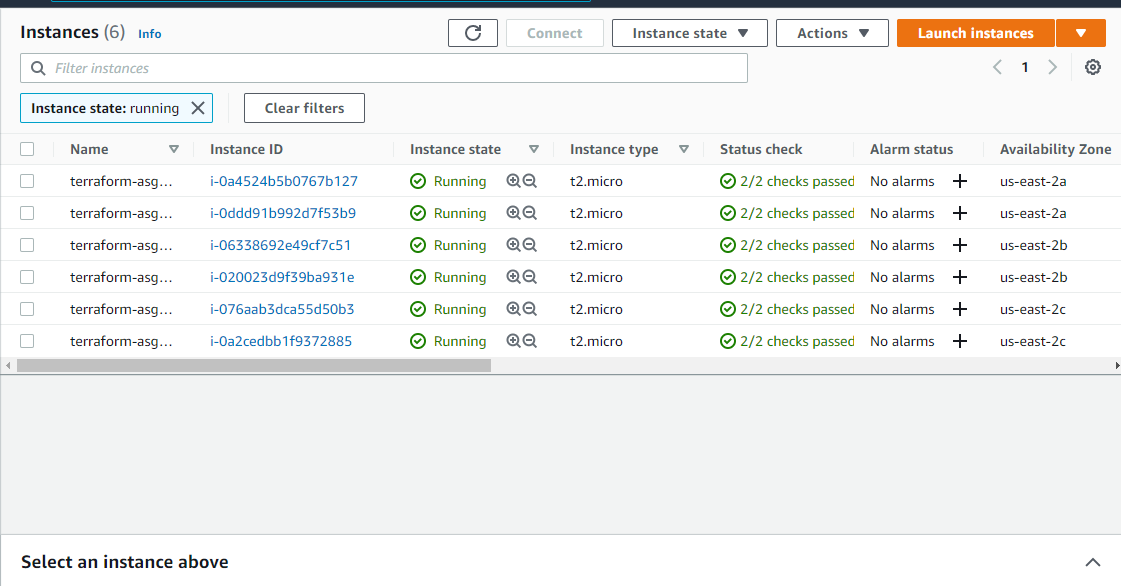 Instances (6) Info Connect Instance state Actions Launch instances
Filter instances 1
Instance state: running Clear filters
Name Instance ID Instance state Instance type Status check Alarm status Availability Zone
terraform-asg... i-0a4524b5b0767b127 Running t2.micro 2/2 checks passed No alarms us-east-2a
terraform-asg... i-0ddd91b992d7f53b9 Running t2.micro 2/2 checks passed No alarms us-east-2a
terraform-asg... i-06338692e49cf7c51 Running t2.micro 2/2 checks passed No alarms us-east-2b
terraform-asg... i-020023d9f39ba931e Running t2.micro 2/2 checks passed No alarms us-east-2b
terraform-asg... i-076aab3dca55d50b3 Running t2.micro 2/2 checks passed No alarms us-east-2c
terraform-asg... i-0a2cedbb1f9372885 Running t2.micro 2/2 checks passed No alarms us-east-2c
Select an instance above